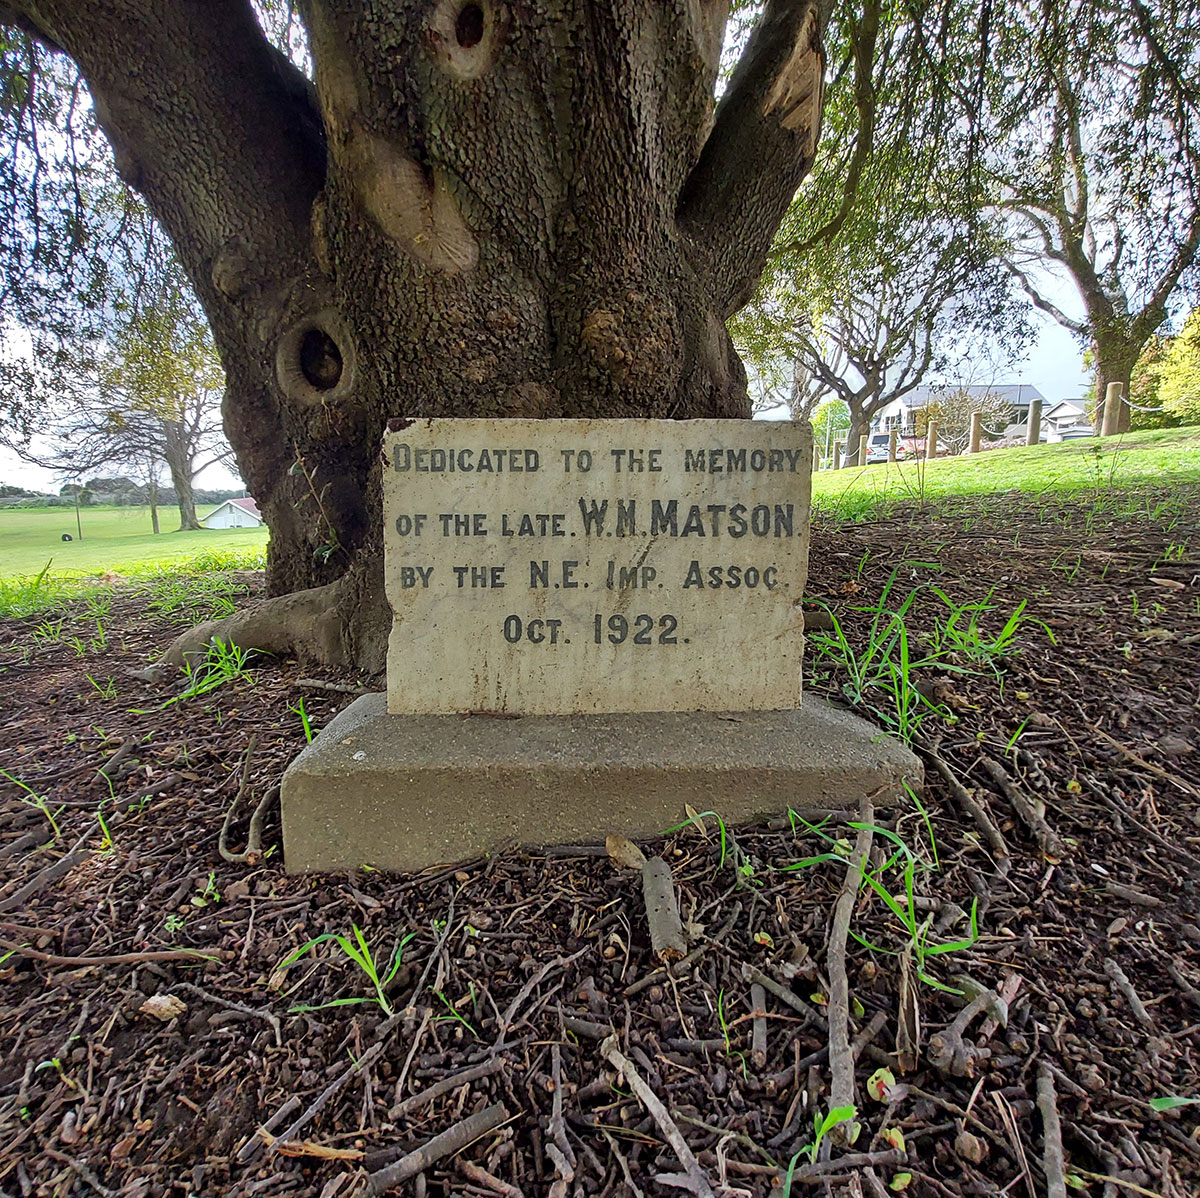 DEDICATED TO THE MEMORY
OF THE LATE. W.H. MATSON
BY THE N.E. IMP. ASSOC.
OCT. 1922.